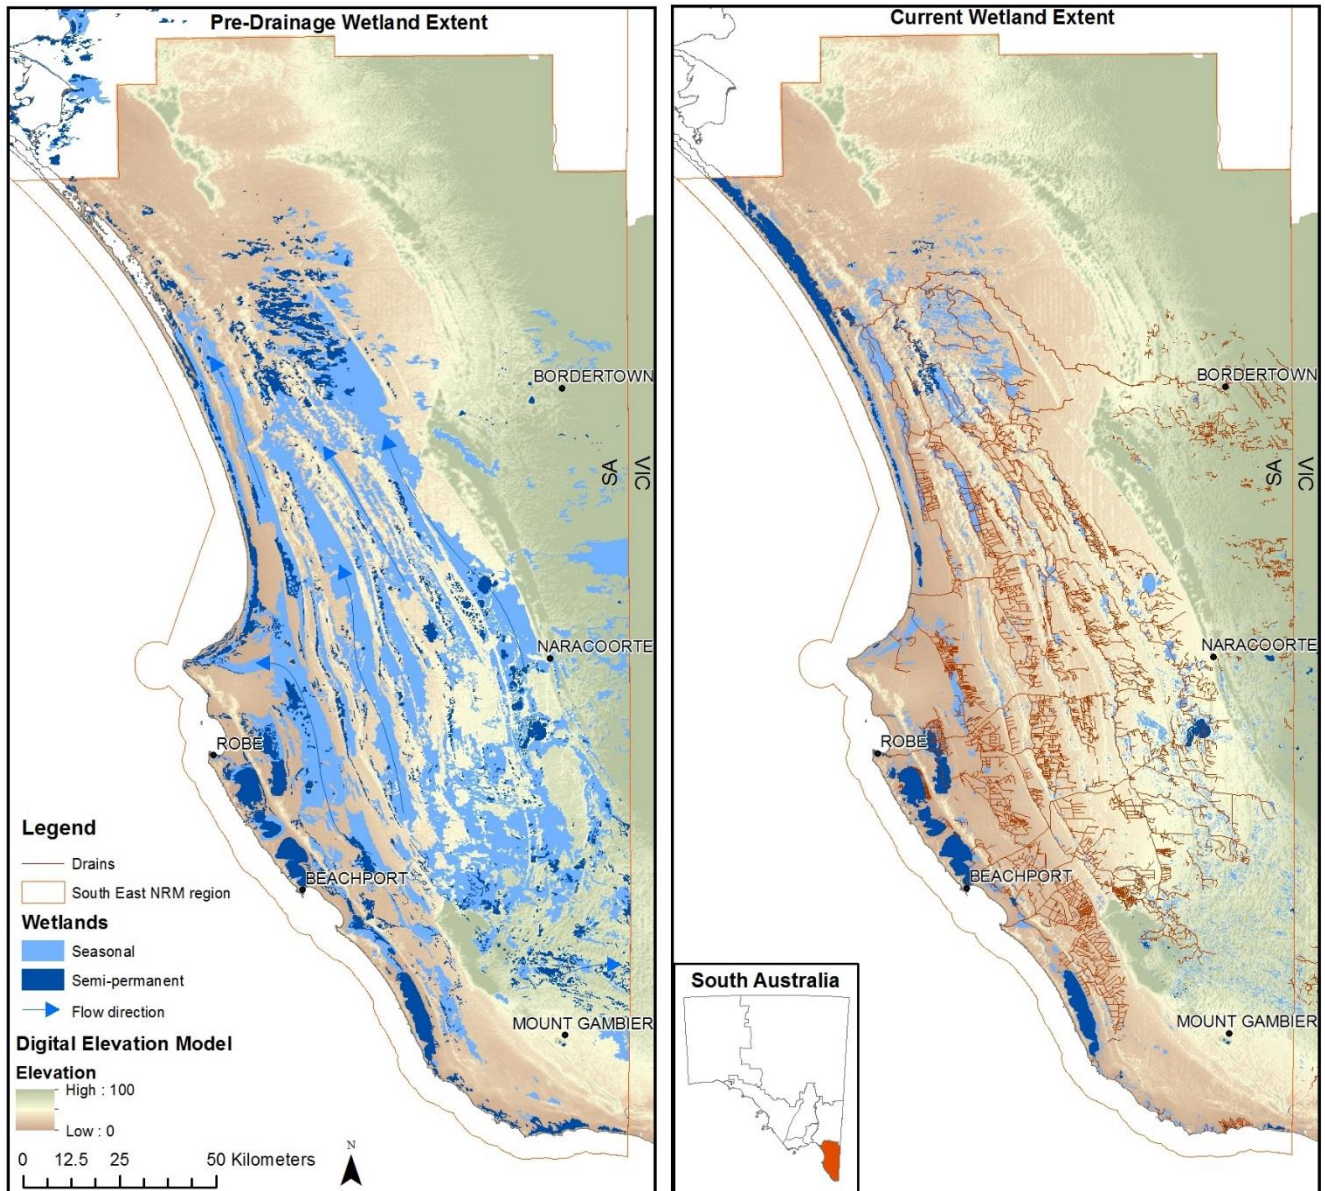 Pre-Drainage Wetland Extent
BORDERTOWN
SA
VIC
NARACOORTE
ROBE
BEACHPORT
MOUNT GAMBIER
Legend
Drains
South East NRM region
Wetlands
Seasonal
Semi-permanent
Flow direction
Digital Elevation Model
Elevation
High : 100
Low : 0
0 12.5 25 50 Kilometers
N
Current Wetland Extent
BORDERTOWN
SA
VIC
NARACOORTE
ROBE
BEACHPORT
MOUNT GAMBIER
South Australia